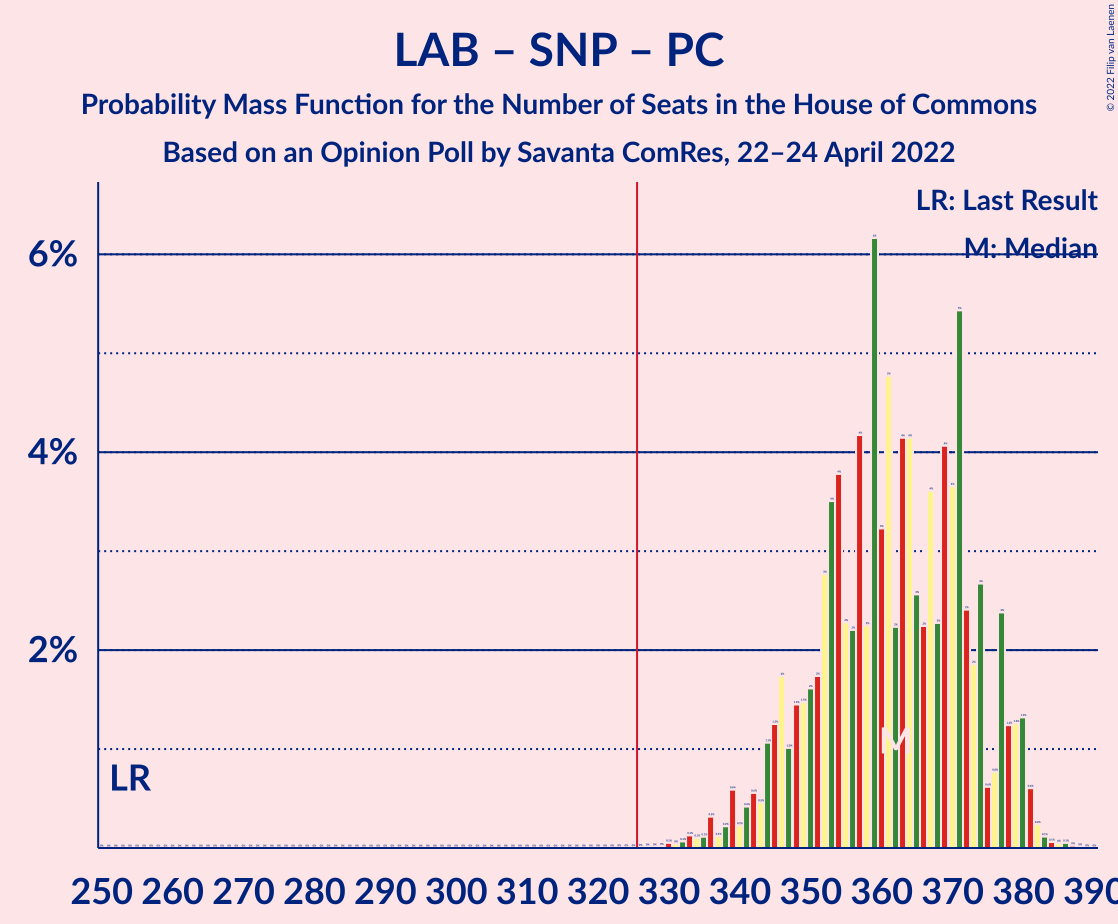 LAB – SNP – PC
Probability Mass Function for the Number of Seats in the House of Commons
Based on an Opinion Poll by Savanta ComRes, 22–24 April 2022
© 2022 Filip van Laenen
LR: Last Result
M: Median
6%
4%
2%
LR
M
250 260 270 280 290 300 310 320 330 340 350 360 370 380 390